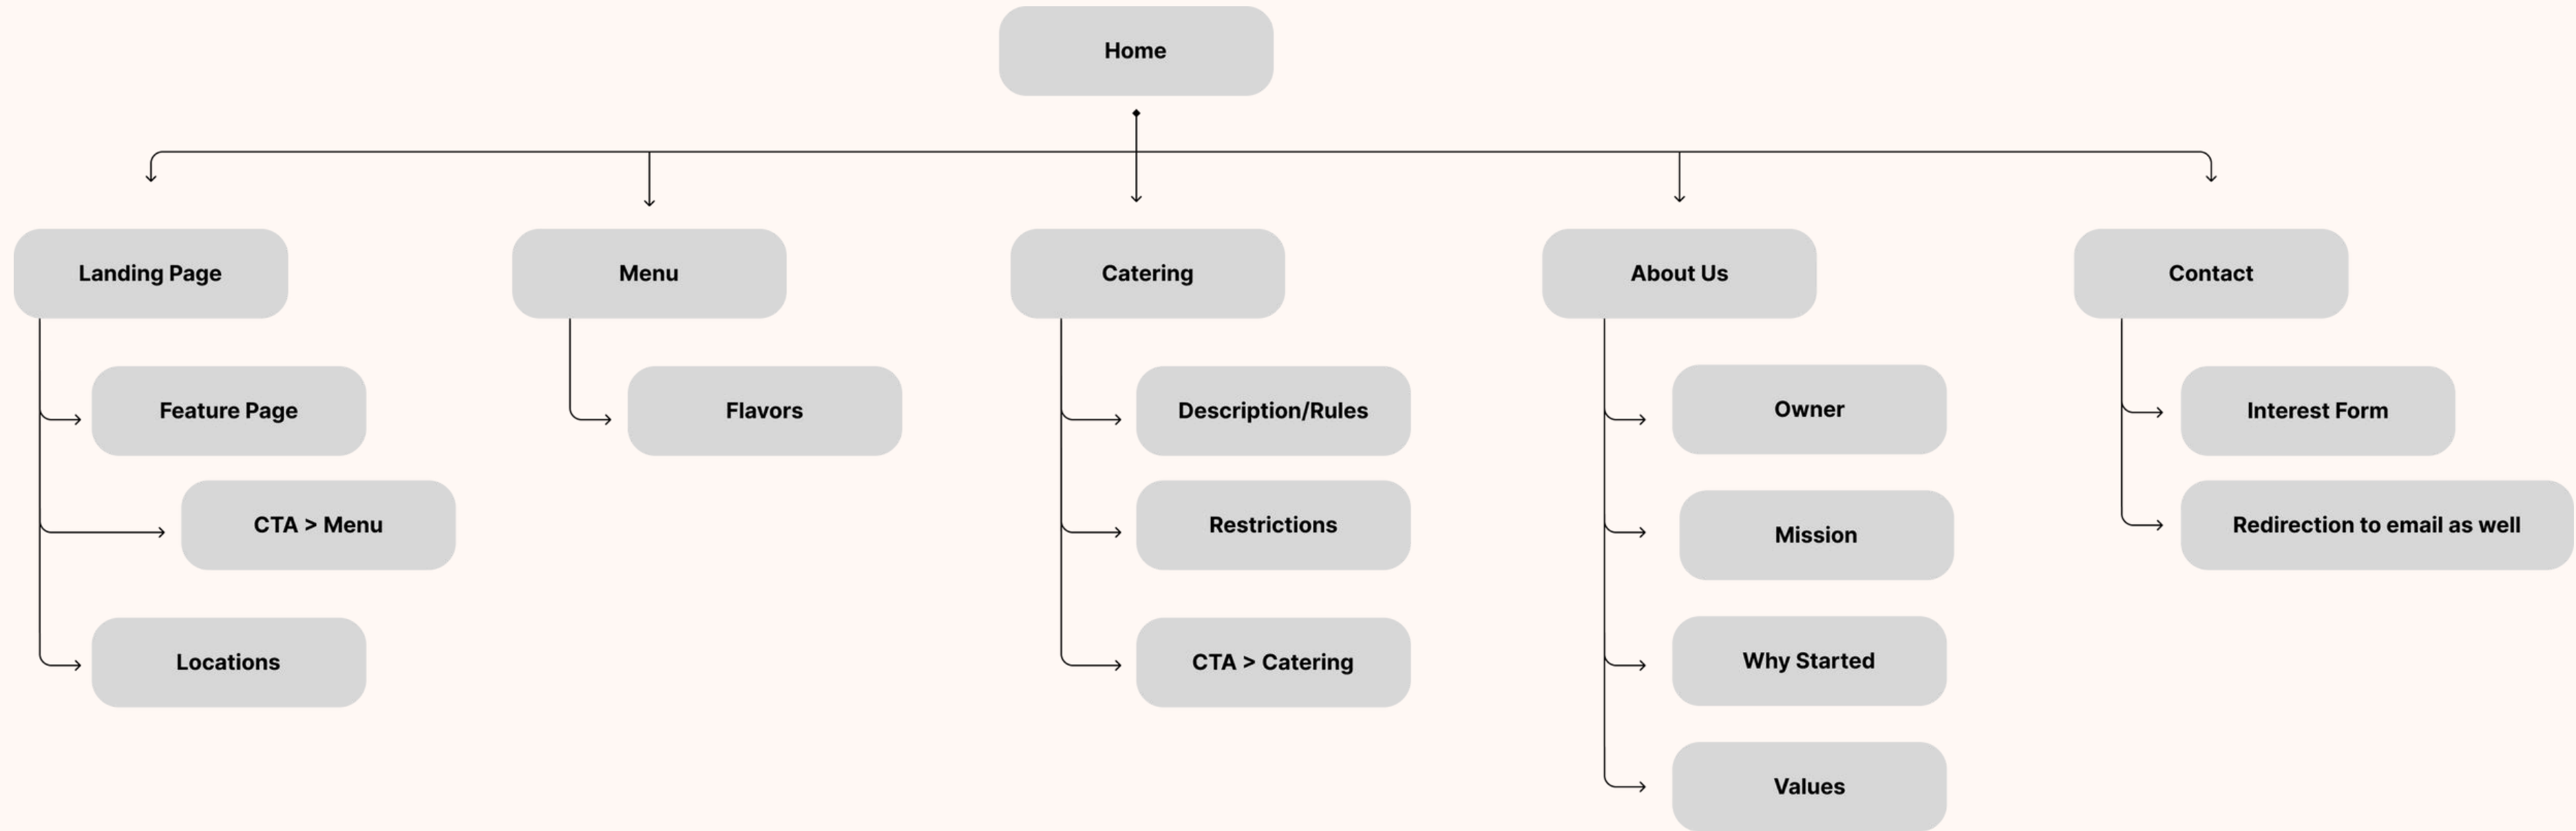 Home
Landing Page
Menu
Catering
About Us
Contact
Feature Page
Flavors
Description/Rules
Owner
Interest Form
CTA > Menu
Restrictions
Mission
Redirection to email as well
Locations
CTA > Catering
Why Started
Values